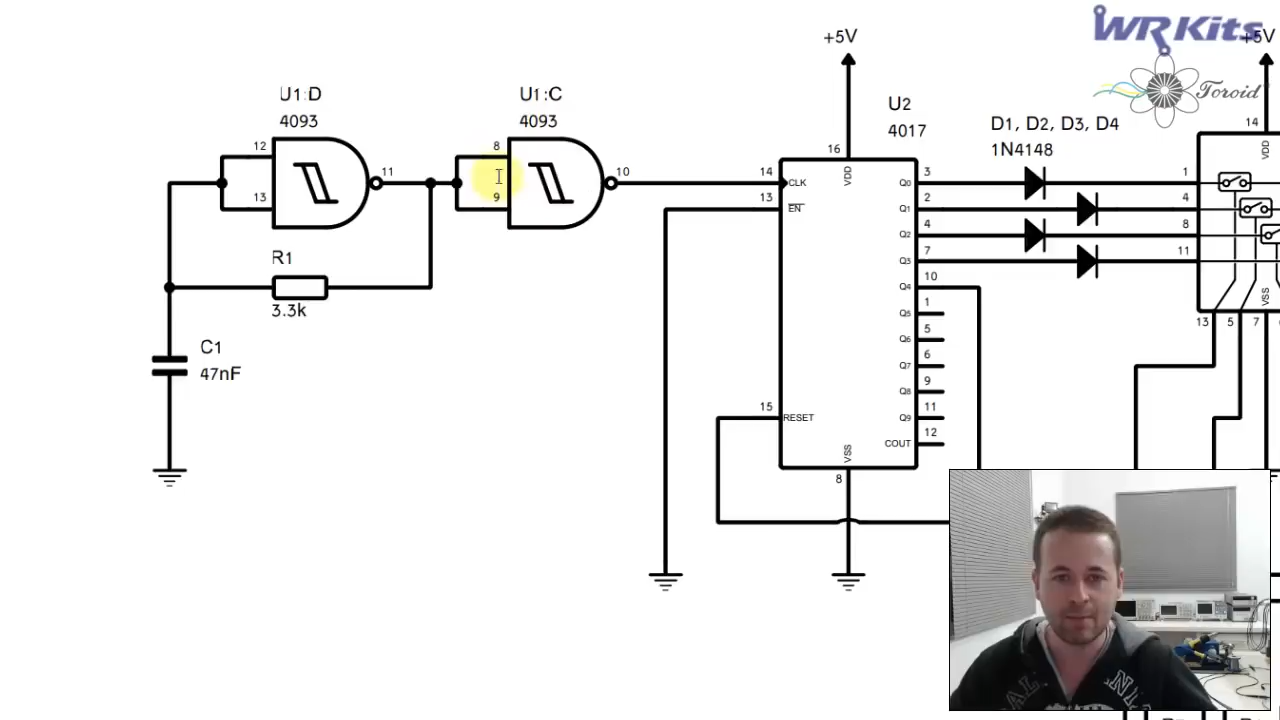 WR Kits
Toroid
+5V
+5V
U1:D
4093
U1:C
4093
U2
4017
D1, D2, D3, D4
1N4148
12
13
11
8
9
10
R1
3.3k
C1
47nF
16
VDD
14
CLK
13
EN
15
RESET
VSS
8
Q0
3
Q1
2
Q2
4
Q3
7
Q4
10
Q5
1
Q6
5
Q7
6
Q8
9
Q9
11
COUT
12
14
VDD
1
4
8
11
VSS
13
5
7